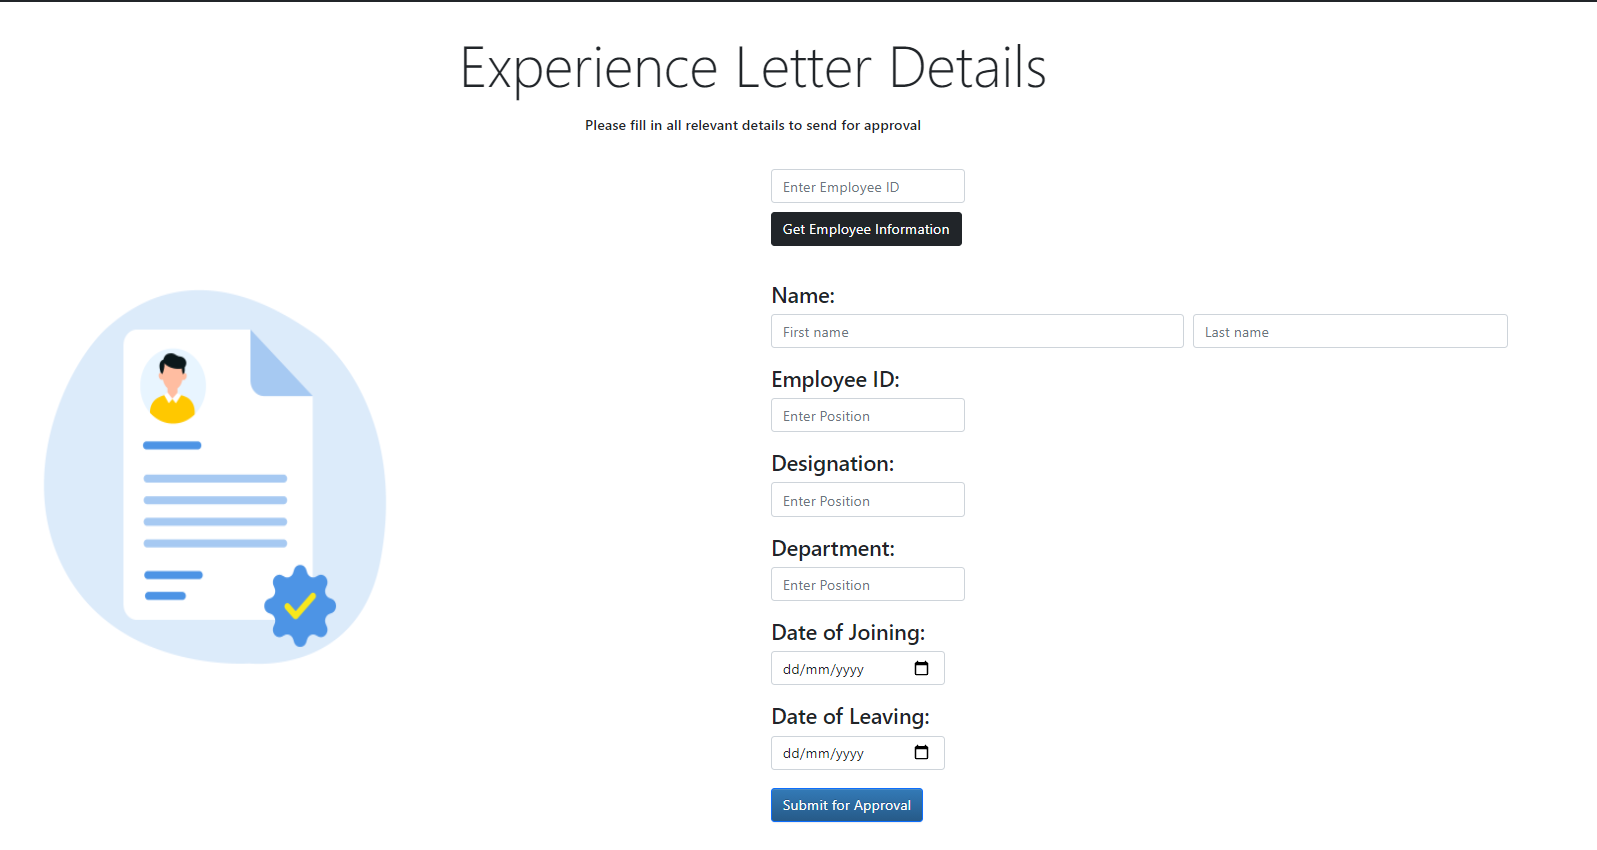 Experience Letter Details
Please fill in all relevant details to send for approval
Enter Employee ID
Get Employee Information
Name:
First name Last name
Employee ID:
Enter Position
Designation:
Enter Position
Department:
Enter Position
Date of Joining:
dd/mm/yyyy
Date of Leaving:
dd/mm/yyyy
Submit for Approval